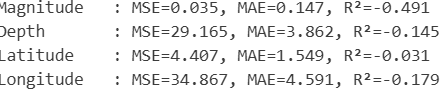 Magnitude : MSE=0.035, MAE=0.147, R²=-0.491
Depth : MSE=29.165, MAE=3.862, R²=-0.145
Latitude : MSE=4.407, MAE=1.549, R²=-0.031
Longitude : MSE=34.867, MAE=4.591, R²=-0.179